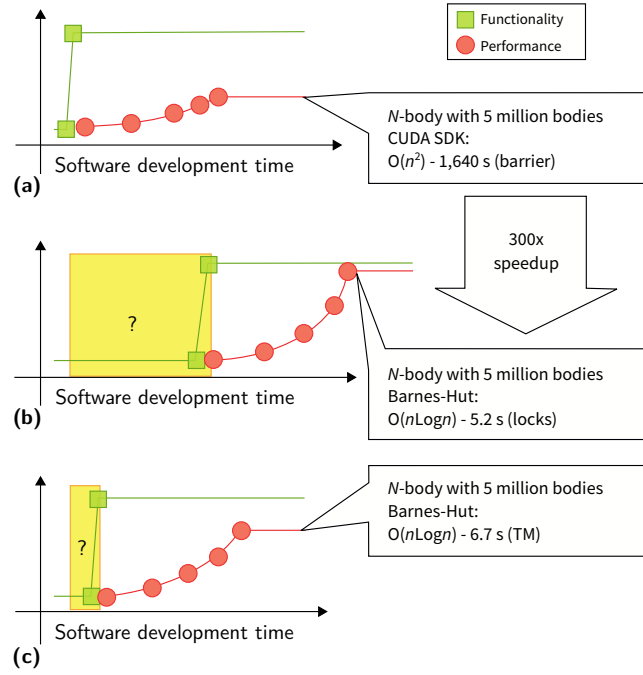 Functionality
Performance
N-body with 5 million bodies
CUDA SDK:
O(n²) - 1,640 s (barrier)
Software development time
(a)
300x
speedup
?
N-body with 5 million bodies
Barnes-Hut:
O(nLogn) - 5.2 s (locks)
Software development time
(b)
N-body with 5 million bodies
Barnes-Hut:
O(nLogn) - 6.7 s (TM)
?
Software development time
(c)